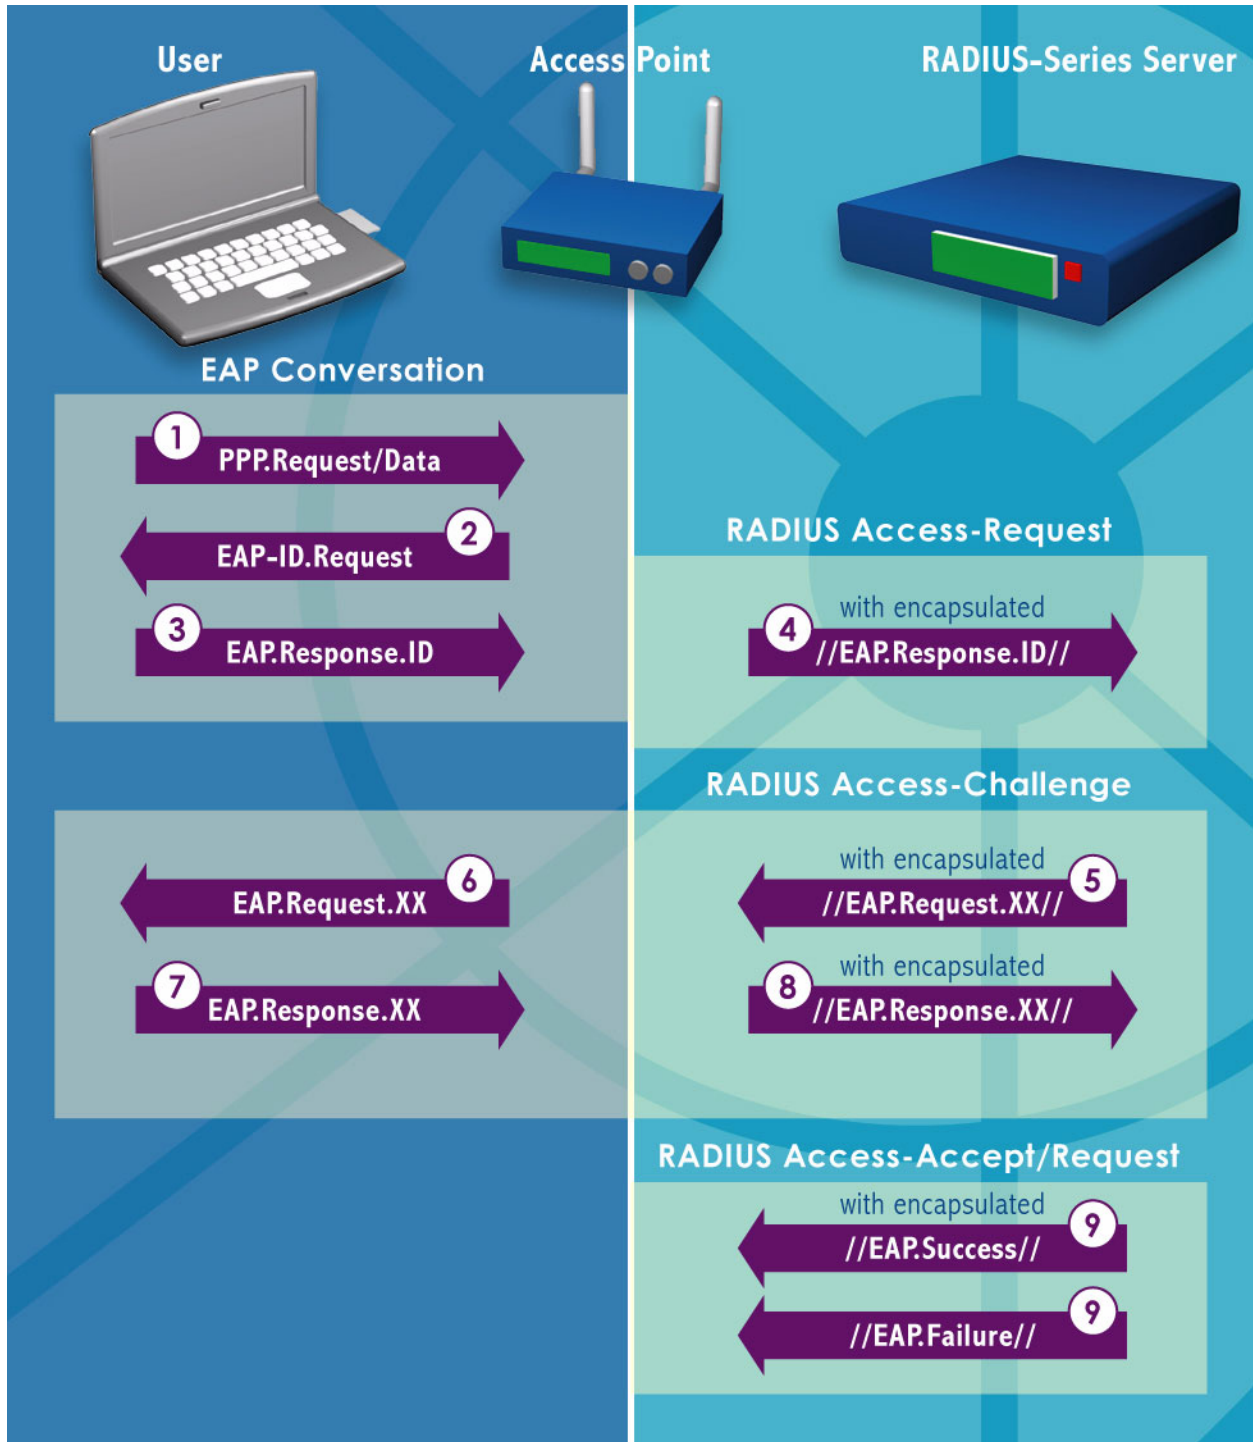 User
Access Point
RADIUS-Series Server
EAP Conversation
1
PPP.Request/Data
2
EAP-ID.Request
3
EAP.Response.ID
RADIUS Access-Request
with encapsulated
4
//EAP.Response.ID//
RADIUS Access-Challenge
with encapsulated
5
//EAP.Request.XX//
6
EAP.Request.XX
7
EAP.Response.XX
with encapsulated
8
//EAP.Response.XX//
RADIUS Access-Accept/Request
with encapsulated
9
//EAP.Success//
9
//EAP.Failure//